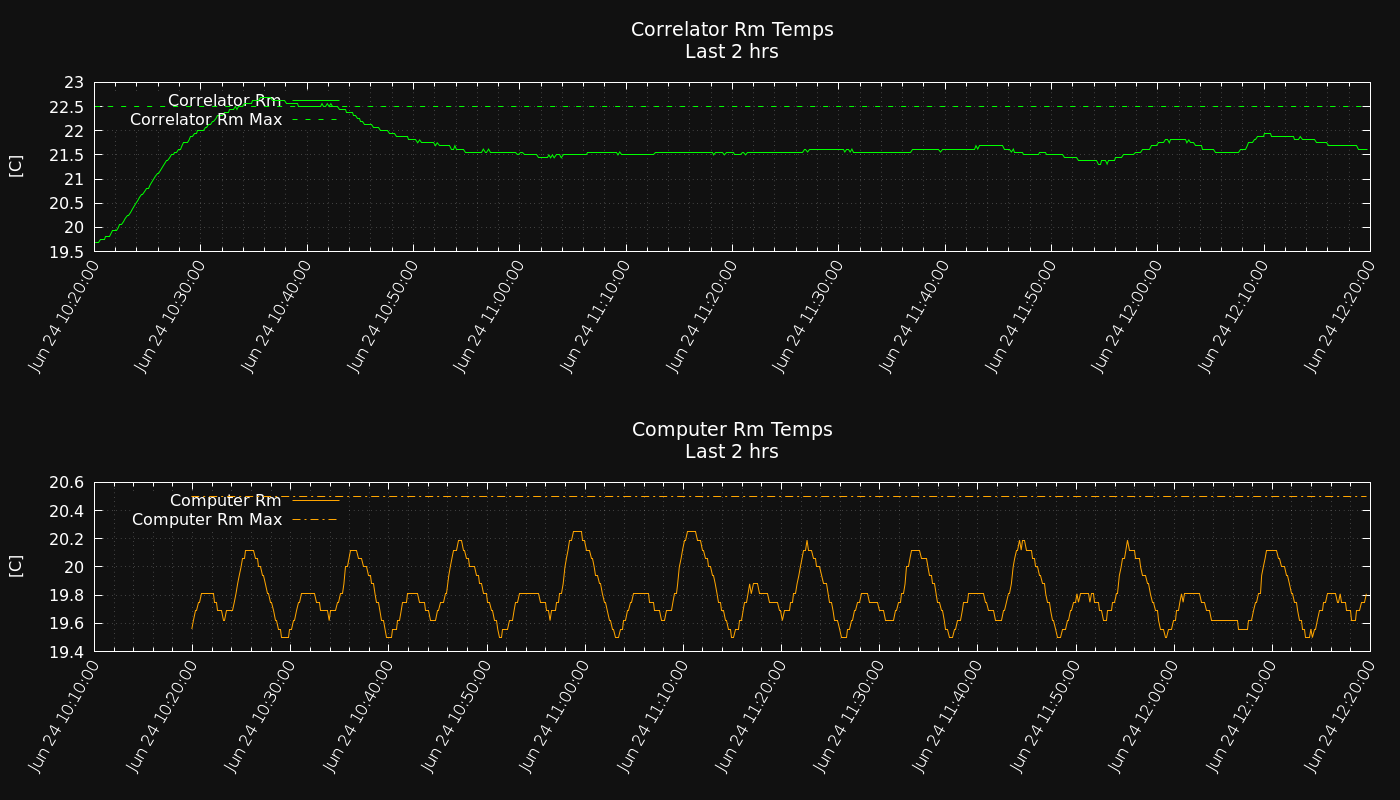 Correlator Rm Temps
Last 2 hrs
[C]
23
22.5
22
21.5
21
20.5
20
19.5
Correlator Rm
Correlator Rm Max
Jun 24 10:20:00
Jun 24 10:30:00
Jun 24 10:40:00
Jun 24 10:50:00
Jun 24 11:00:00
Jun 24 11:10:00
Jun 24 11:20:00
Jun 24 11:30:00
Jun 24 11:40:00
Jun 24 11:50:00
Jun 24 12:00:00
Jun 24 12:10:00
Jun 24 12:20:00
Computer Rm Temps
Last 2 hrs
[C]
20.6
20.4
20.2
20
19.8
19.6
19.4
Computer Rm
Computer Rm Max
Jun 24 10:10:00
Jun 24 10:20:00
Jun 24 10:30:00
Jun 24 10:40:00
Jun 24 10:50:00
Jun 24 11:00:00
Jun 24 11:10:00
Jun 24 11:20:00
Jun 24 11:30:00
Jun 24 11:40:00
Jun 24 11:50:00
Jun 24 12:00:00
Jun 24 12:10:00
Jun 24 12:20:00